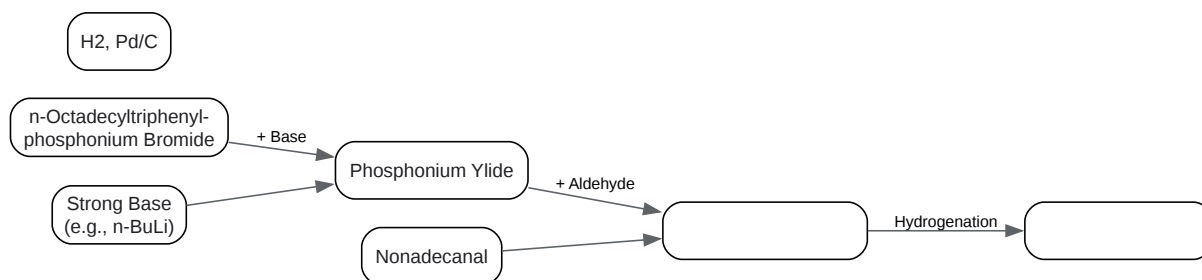 H2, Pd/C
n-Octadecyltriphenyl-
phosphonium Bromide
+ Base
Phosphonium Ylide
+ Aldehyde
Strong Base
(e.g., n-BuLi)
Hydrogenation
Nonadecanal